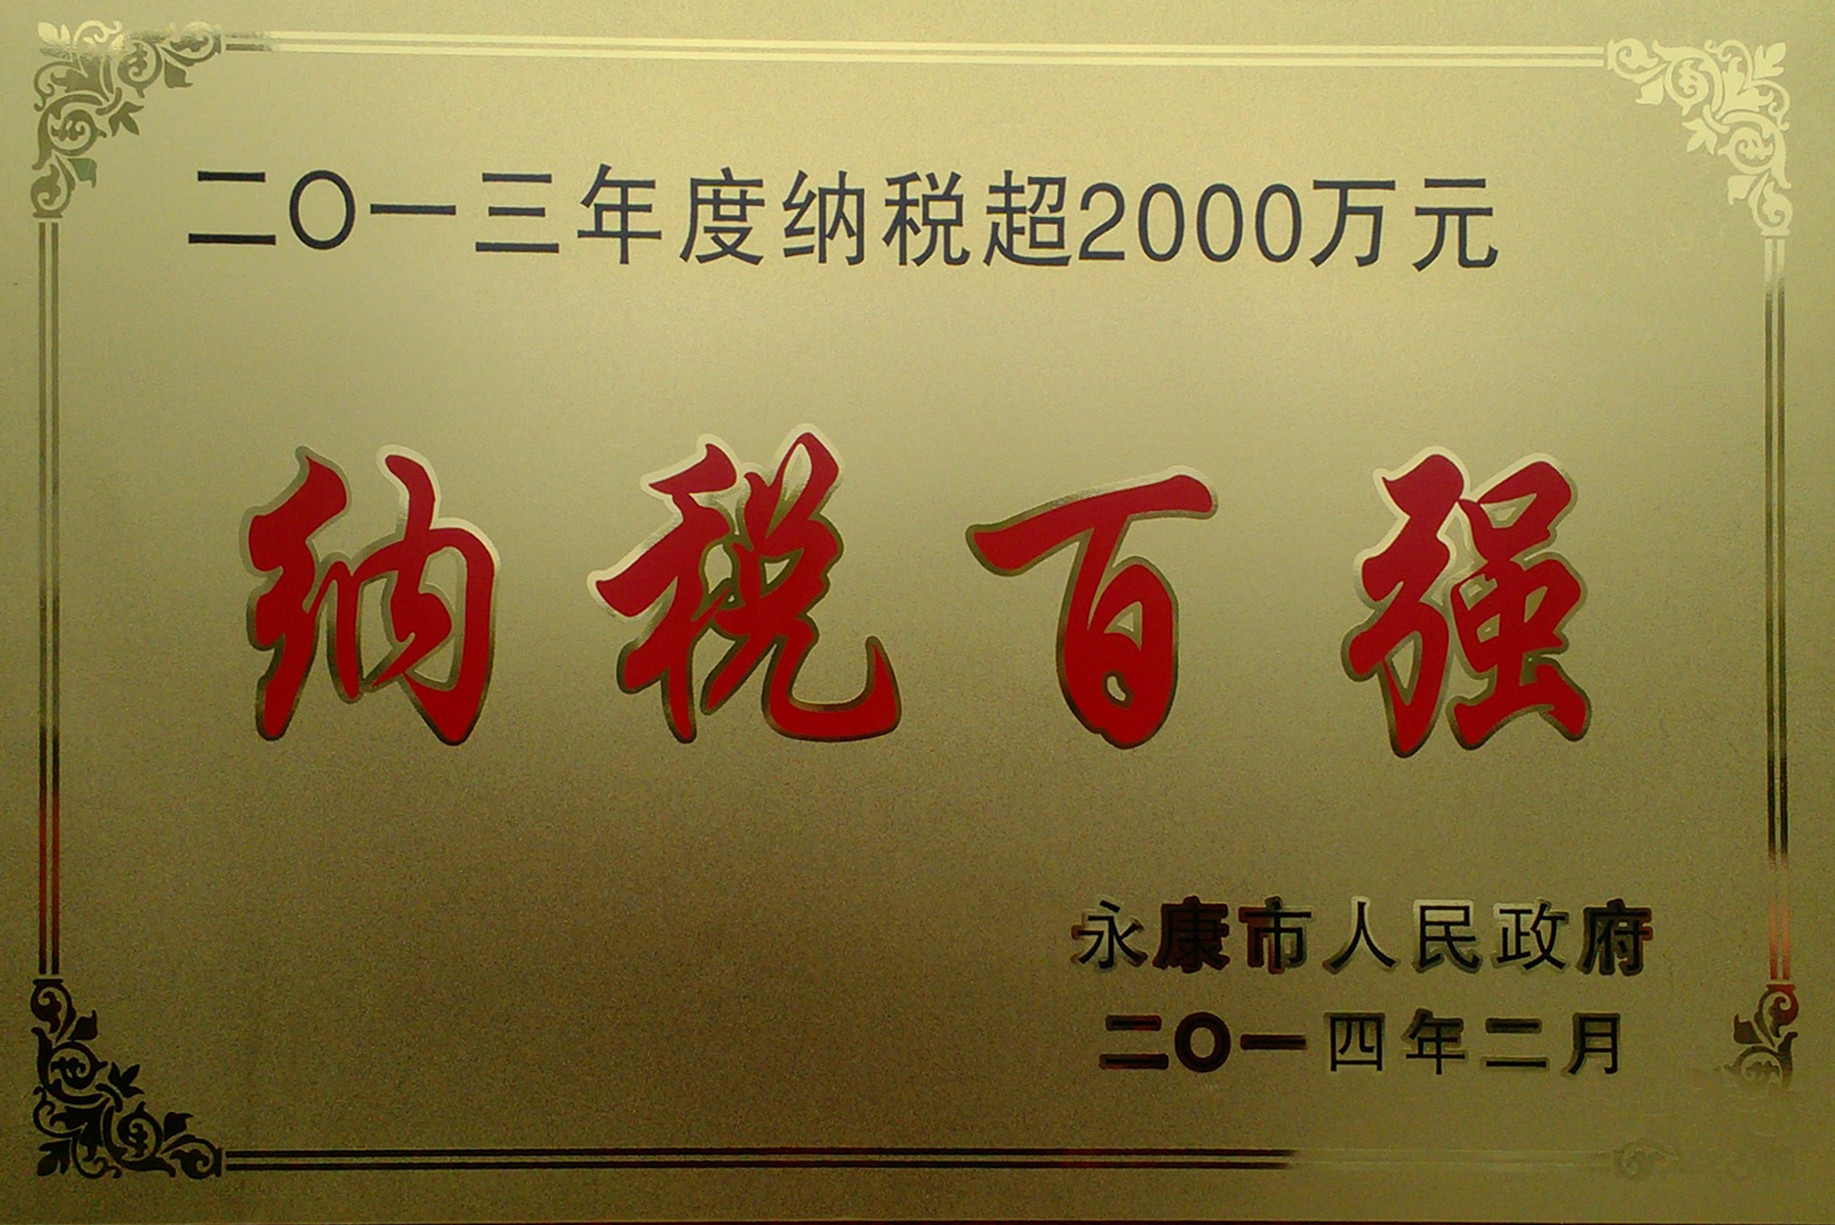 二〇一三年度纳税超2000万元
纳税百强
永康市人民政府
二〇一四年二月